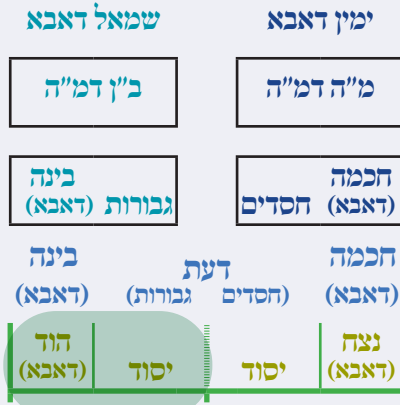 ימין דאבא שמאל דאבא
מ"ה דמ"ה ב"ן דמ"ה
חכמה בינה
(דאבא) חסדים גבורות (דאבא)
חכמה דעת בינה
(דאבא) (חסדים גבורות) (דאבא)
נצח הוד
(דאבא) יסוד יסוד (דאבא)